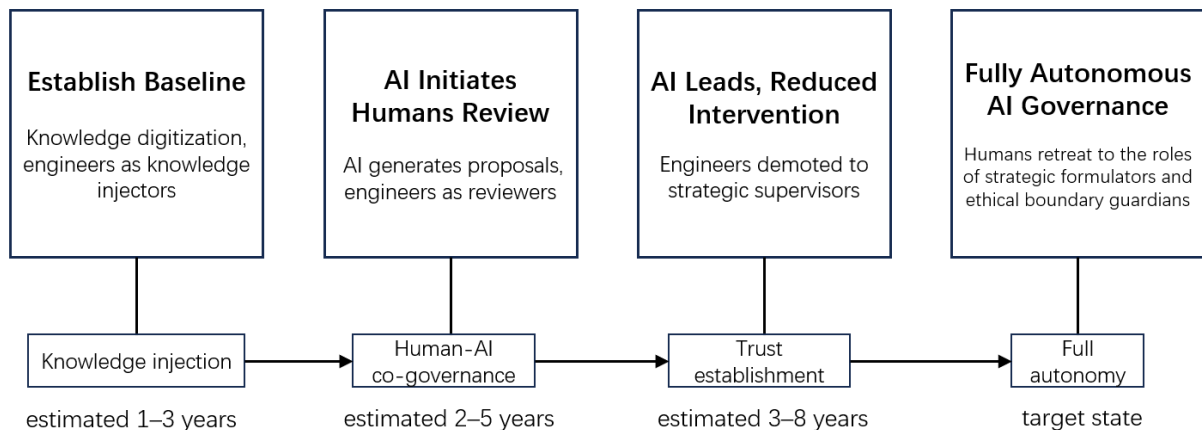 Establish Baseline
Knowledge digitization,
engineers as knowledge
injectors
AI Initiates
Humans Review
AI generates proposals,
engineers as reviewers
AI Leads, Reduced
Intervention
Engineers demoted to
strategic supervisors
Fully Autonomous
AI Governance
Humans retreat to the roles
of strategic formulators and
ethical boundary guardians
Knowledge injection
Human-AI
co-governance
Trust
establishment
Full
autonomy
estimated 1–3 years
estimated 2–5 years
estimated 3–8 years
target state